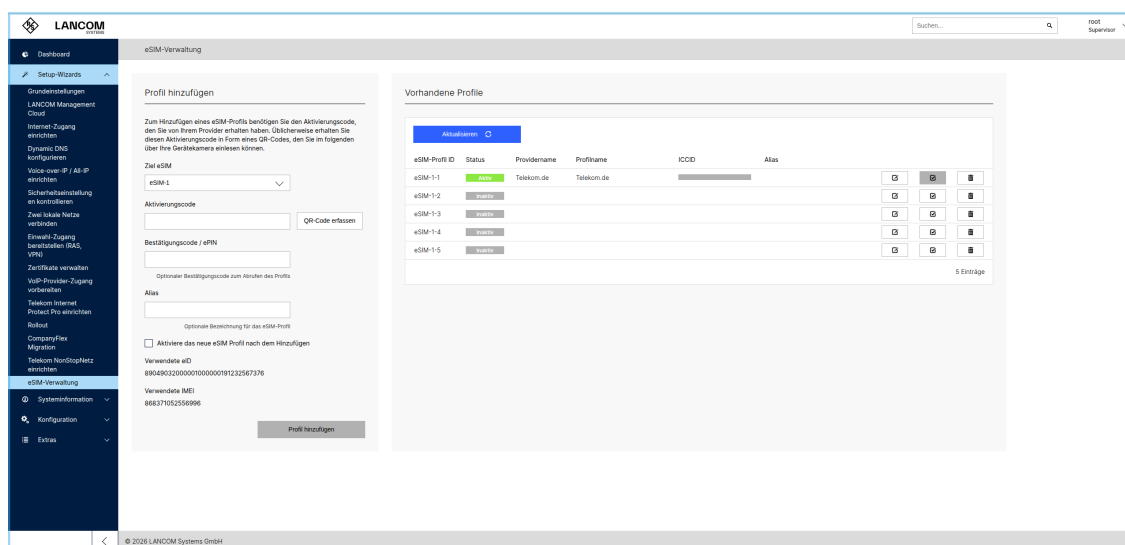 LANCOM
SYSTEMS
Suchen...
root
Supervisor
Dashboard
Setup-Wizards
Grundeinstellungen
LANCOM Management
Cloud
Internet-Zugang
einrichten
Dynamic DNS
konfigurieren
Voice-over-IP / All-IP
einrichten
Sicherheitseinstellung
en kontrollieren
Zwei lokale Netze
verbinden
Einwahl-Zugang
bereitstellen (RAS,
VPN)
Zertifikate verwalten
VoIP-Provider-Zugang
vorbereiten
Telekom Internet
Protect Pro einrichten
Rollout
CompanyFlex
Migration
Telekom NonStopNetz
einrichten
eSIM-Verwaltung
Systeminformation
Konfiguration
Extras
eSIM-Verwaltung
Profil hinzufügen
Zum Hinzufügen eines eSIM-Profils benötigen Sie den Aktivierungscode,
den Sie von Ihrem Provider erhalten haben. Üblicherweise erhalten Sie
diesen Aktivierungscode in Form eines QR-Codes, den Sie im folgenden
über Ihre Gerätekamera einlesen können.
Ziel eSIM
eSIM-1
Aktivierungscode
QR-Code erfassen
Bestätigungscode / ePIN
Optionaler Bestätigungscode zum Abrufen des Profils
Alias
Optionale Bezeichnung für das eSIM-Profil
Aktiviere das neue eSIM Profil nach dem Hinzufügen
Verwendete eID
89049032000001000000191232567376
Verwendete IMEI
868371052556996
Profil hinzufügen
Vorhandene Profile
Aktualisieren
eSIM-Profil ID Status Providername Profilname ICCID Alias
eSIM-1-1 Aktiv Telekom.de Telekom.de
eSIM-1-2 Inaktiv
eSIM-1-3 Inaktiv
eSIM-1-4 Inaktiv
eSIM-1-5 Inaktiv
5 Einträge
© 2026 LANCOM Systems GmbH